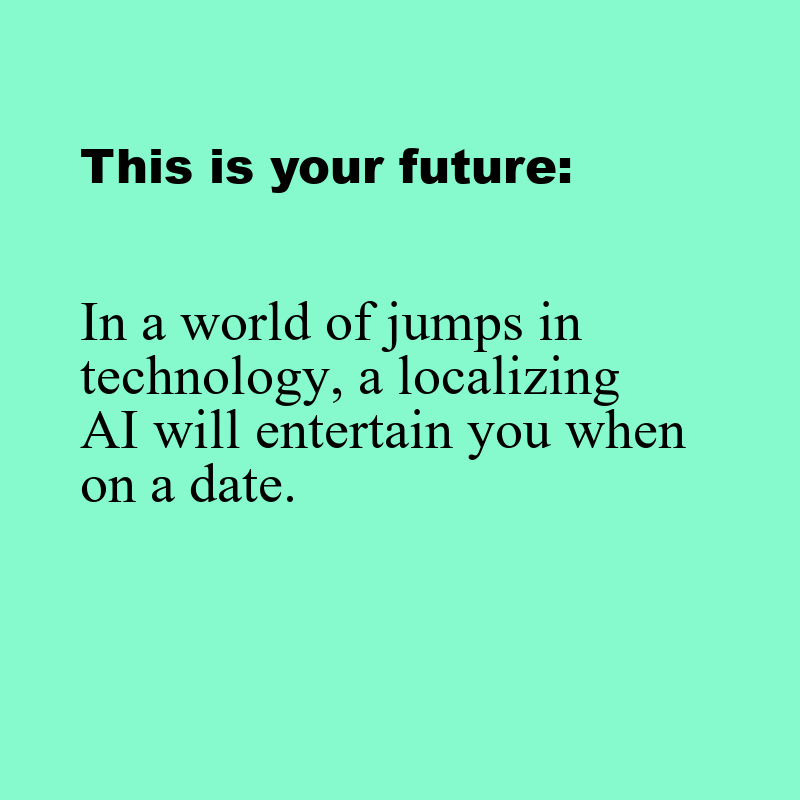 This is your future:
In a world of jumps in
technology, a localizing
AI will entertain you when
on a date.